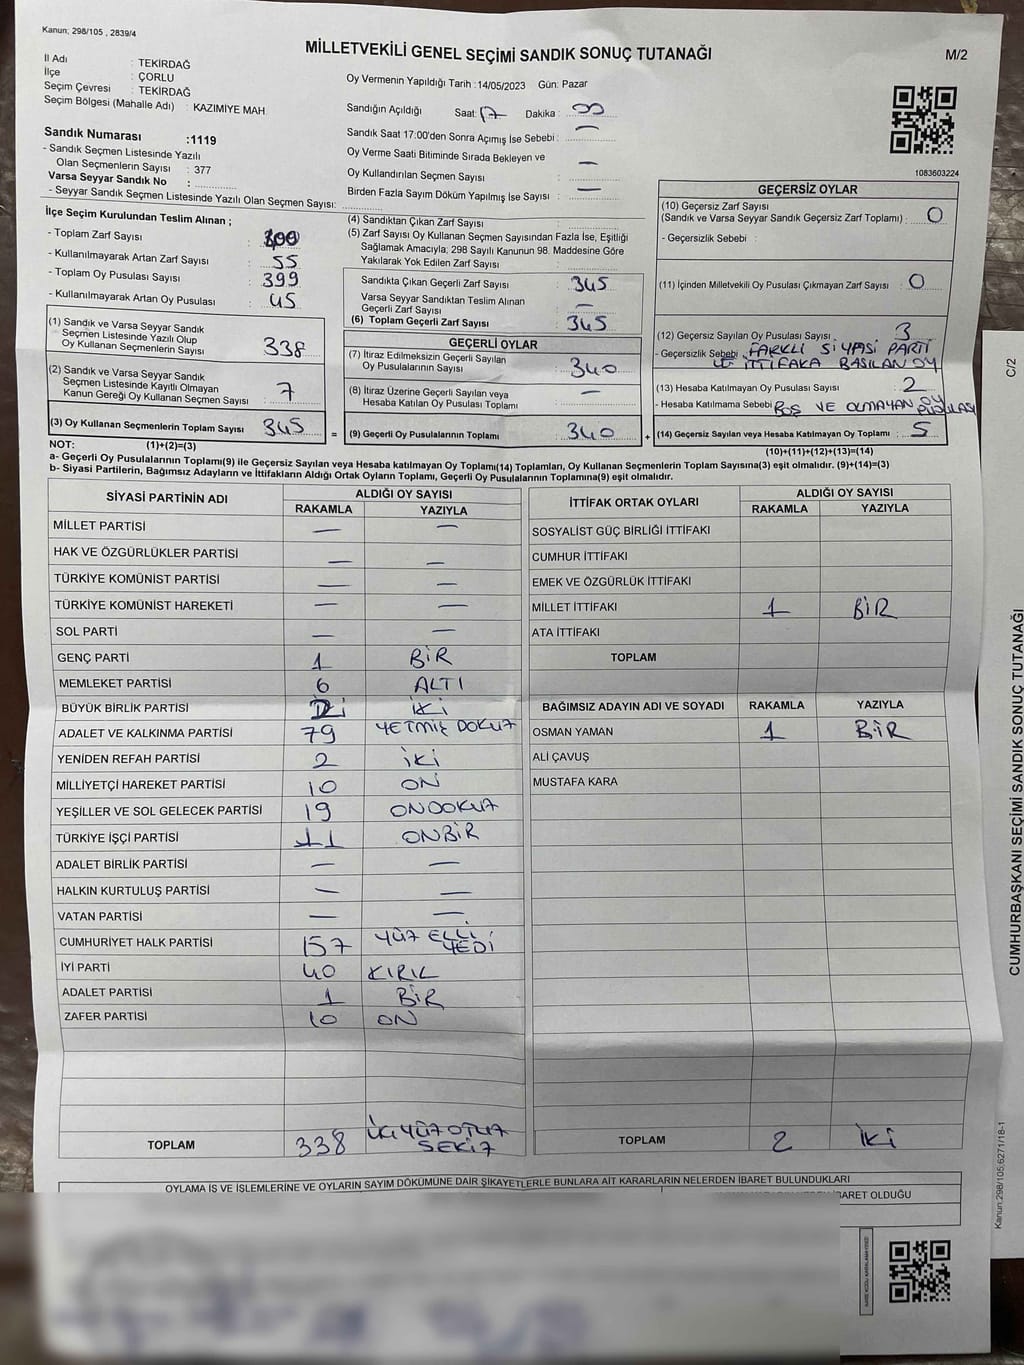 Kanun; 298/105 , 2839/4
MİLLETVEKİLİ GENEL SEÇİMİ SANDIK SONUÇ TUTANAĞI
M/2
İl Adı : TEKİRDAĞ
İlçe : ÇORLU
Seçim Çevresi : TEKİRDAĞ
Seçim Bölgesi (Mahalle Adı) : KAZIMİYE MAH
Sandık Numarası :1119
- Sandık Seçmen Listesinde Yazılı
Olan Seçmenlerin Sayısı : 377
Varsa Seyyar Sandık No :
- Seyyar Sandık Seçmen Listesinde Yazılı Olan Seçmen Sayısı:
Oy Vermenin Yapıldığı Tarih :14/05/2023 Gün: Pazar
Sandığın Açıldığı Saat: 17 Dakika : 00
Sandık Saat 17:00'den Sonra Açımış İse Sebebi : —
Oy Verme Saati Bitiminde Sırada Bekleyen ve
Oy Kullandırılan Seçmen Sayısı : —
Birden Fazla Sayım Döküm Yapılmış İse Sayısı : —
1083603224
İlçe Seçim Kurulundan Teslim Alınan ;
- Toplam Zarf Sayısı : 400
- Kullanılmayarak Artan Zarf Sayısı : 55
- Toplam Oy Pusulası Sayısı : 399
- Kullanılmayarak Artan Oy Pusulası : 45
(1) Sandık ve Varsa Seyyar Sandık
Seçmen Listesinde Yazılı Olup
Oy Kullanan Seçmenlerin Sayısı 338
(2) Sandık ve Varsa Seyyar Sandık
Seçmen Listesinde Kayıtlı Olmayan
Kanun Gereği Oy Kullanan Seçmen Sayısı : 7
(3) Oy Kullanan Seçmenlerin Toplam Sayısı 345
(4) Sandıktan Çıkan Zarf Sayısı :
(5) Zarf Sayısı Oy Kullanan Seçmen Sayısından Fazla İse, Eşitliği
Sağlamak Amacıyla; 298 Sayılı Kanunun 98. Maddesine Göre
Yakılarak Yok Edilen Zarf Sayısı :
Sandıkta Çıkan Geçerli Zarf Sayısı : 345
Varsa Seyyar Sandıktan Teslim Alınan
Geçerli Zarf Sayısı : —
(6) Toplam Geçerli Zarf Sayısı : 345
GEÇERLİ OYLAR
(7) İtiraz Edilmeksizin Geçerli Sayılan
Oy Pusulalarının Sayısı : 340
(8) İtiraz Üzerine Geçerli Sayılan veya
Hesaba Katılan Oy Pusulası Toplamı : —
= (9) Geçerli Oy Pusulalarının Toplamı : 340 +
GEÇERSİZ OYLAR
(10) Geçersiz Zarf Sayısı
(Sandık ve Varsa Seyyar Sandık Geçersiz Zarf Toplamı) : 0
- Geçersizlik Sebebi :
(11) İçinden Milletvekili Oy Pusulası Çıkmayan Zarf Sayısı : 0
(12) Geçersiz Sayılan Oy Pusulası Sayısı : 3
- Geçersizlik Sebebi : FARKLI SİYASİ PARTİ
VE İTTİFAKA BASILAN OY
(13) Hesaba Katılmayan Oy Pusulası Sayısı : 2
- Hesaba Katılmama Sebebi : BOŞ VE OLMAYAN OY PUSULASI
(14) Geçersiz Sayılan veya Hesaba Katılmayan Oy Toplamı : 5
NOT: (1)+(2)=(3)
(10)+(11)+(12)+(13)=(14)
a- Geçerli Oy Pusulalarının Toplamı(9) ile Geçersiz Sayılan veya Hesaba katılmayan Oy Toplamı(14) Toplamları, Oy Kullanan Seçmenlerin Toplam Sayısına(3) eşit olmalıdır. (9)+(14)=(3)
b- Siyasi Partilerin, Bağımsız Adayların ve İttifakların Aldığı Ortak Oyların Toplamı, Geçerli Oy Pusulalarının Toplamına(9) eşit olmalıdır.
SİYASİ PARTİNİN ADI ALDIĞI OY SAYISI
RAKAMLA YAZIYLA
MİLLET PARTİSİ — —
HAK VE ÖZGÜRLÜKLER PARTİSİ — —
TÜRKİYE KOMÜNİST PARTİSİ — —
TÜRKİYE KOMÜNİST HAREKETİ — —
SOL PARTİ — —
GENÇ PARTİ 1 BİR
MEMLEKET PARTİSİ 6 ALTI
BÜYÜK BİRLİK PARTİSİ 2 İKİ
ADALET VE KALKINMA PARTİSİ 79 YETMİŞ DOKUZ
YENİDEN REFAH PARTİSİ 2 İKİ
MİLLİYETÇİ HAREKET PARTİSİ 10 ON
YEŞİLLER VE SOL GELECEK PARTİSİ 19 ONDOKUZ
TÜRKİYE İŞÇİ PARTİSİ 11 ONBİR
ADALET BİRLİK PARTİSİ — —
HALKIN KURTULUŞ PARTİSİ — —
VATAN PARTİSİ — —
CUMHURİYET HALK PARTİSİ 157 YÜZ ELLİ YEDİ
İYİ PARTİ 40 KIRK
ADALET PARTİSİ 1 BİR
ZAFER PARTİSİ 10 ON
TOPLAM 338 ÜÇYÜZOTUZ SEKİZ
İTTİFAK ORTAK OYLARI ALDIĞI OY SAYISI
RAKAMLA YAZIYLA
SOSYALİST GÜÇ BİRLİĞİ İTTİFAKI
CUMHUR İTTİFAKI
EMEK VE ÖZGÜRLÜK İTTİFAKI
MİLLET İTTİFAKI 1 BİR
ATA İTTİFAKI
TOPLAM
BAĞIMSIZ ADAYIN ADI VE SOYADI RAKAMLA YAZIYLA
OSMAN YAMAN 1 BİR
ALİ ÇAVUŞ
MUSTAFA KARA
TOPLAM 2 İKİ
OYLAMA İŞ VE İŞLEMLERİNE VE OYLARIN SAYIM DÖKÜMÜNE DAİR ŞİKAYETLERLE BUNLARA AİT KARARLARIN NELERDEN İBARET BULUNDUKLARI
İBARET OLDUĞU
C/2
CUMHURBAŞKANI SEÇİMİ SANDIK SONUÇ TUTANAĞI
Kanun,298/105,6271/18-1